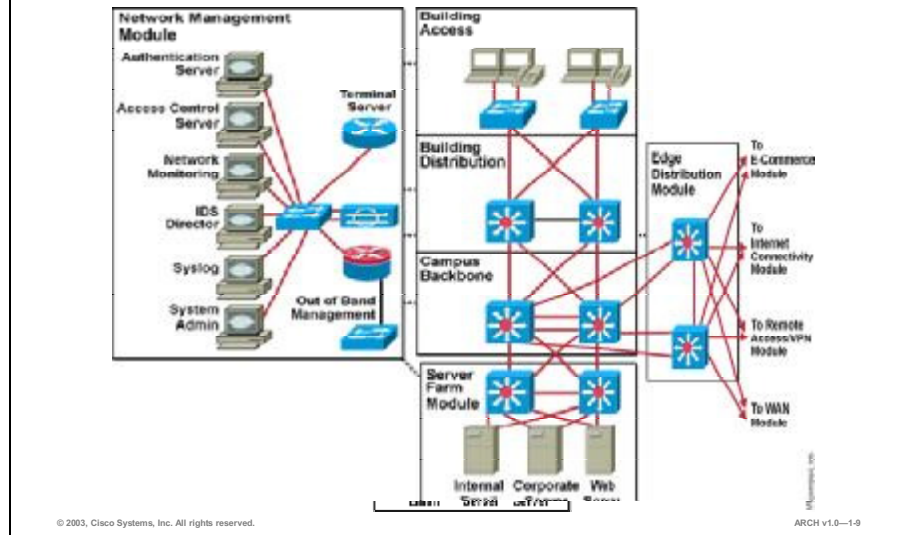 Network Management
Module
Authentication
Server
Access Control
Server
Network
Monitoring
IDS
Director
Syslog
System
Admin
Terminal
Server
Out of Band
Management
Building
Access
Building
Distribution
Campus
Backbone
Server
Farm
Module
Internal
Corporate
Web
Edge
Distribution
Module
To
E-Commerce
Module
To
Internet
Connectivity
Module
To Remote
Access/VPN
Module
To WAN
Module
© 2003, Cisco Systems, Inc. All rights reserved.
ARCH v1.0—1-9